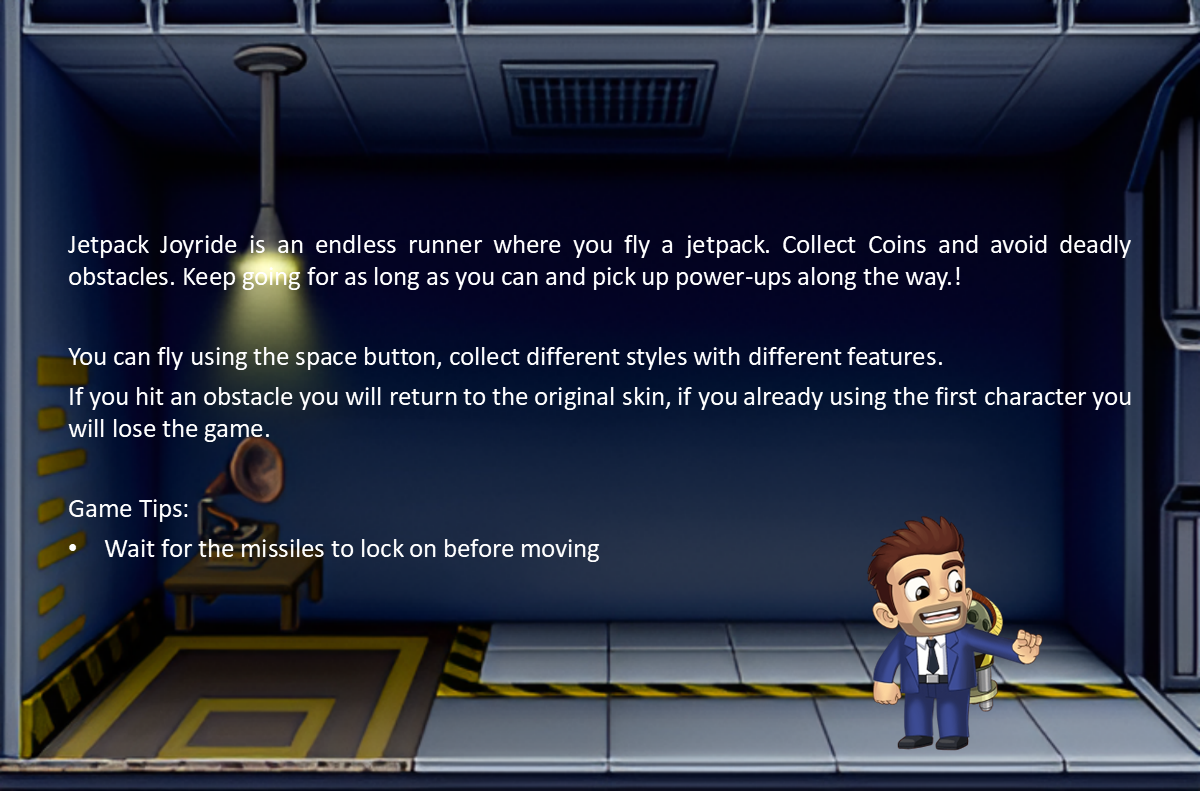 Jetpack Joyride is an endless runner where you fly a jetpack. Collect Coins and avoid deadly
obstacles. Keep going for as long as you can and pick up power-ups along the way.!
You can fly using the space button, collect different styles with different features.
If you hit an obstacle you will return to the original skin, if you already using the first character you
will lose the game.
Game Tips:
• Wait for the missiles to lock on before moving